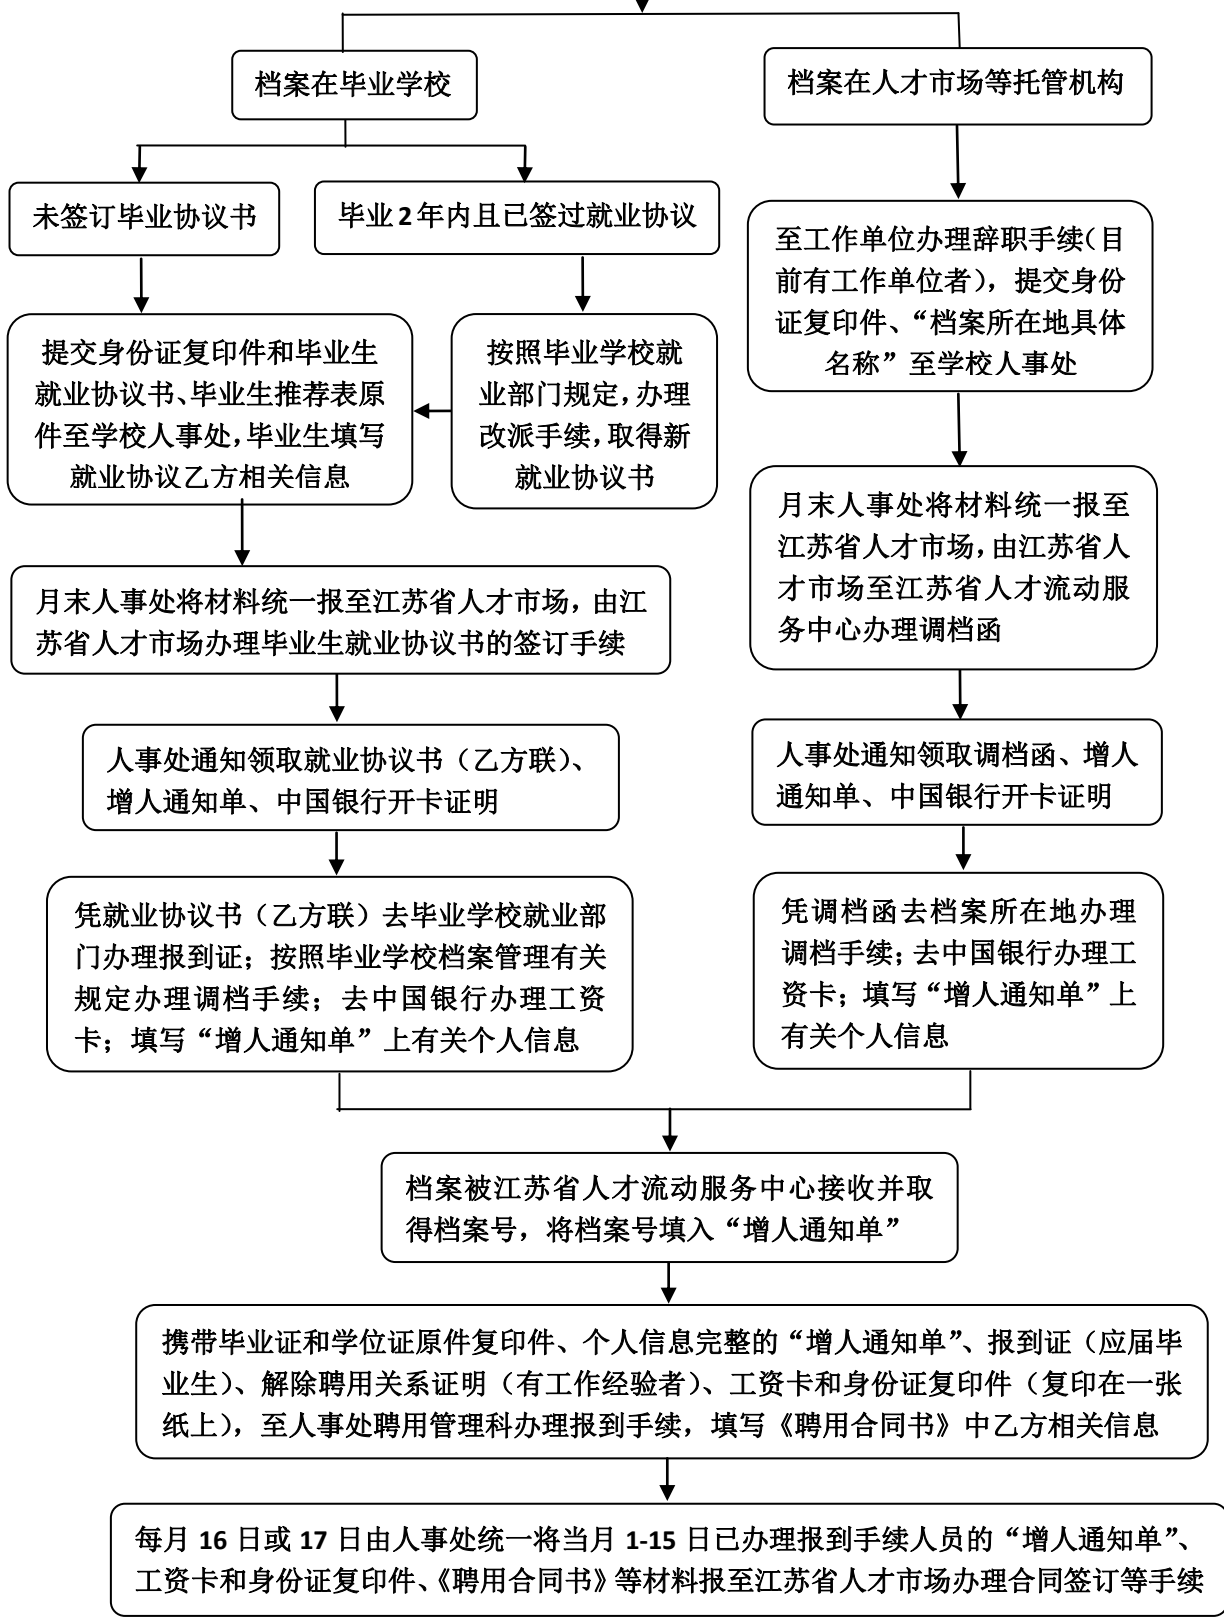 档案在毕业学校
档案在人才市场等托管机构
未签订毕业协议书
毕业2年内且已签过就业协议
至工作单位办理辞职手续(目
前有工作单位者)，提交身份
证复印件、“档案所在地具体
名称”至学校人事处
提交身份证复印件和毕业生
就业协议书、毕业生推荐表原
件至学校人事处，毕业生填写
就业协议乙方相关信息
按照毕业学校就
业部门规定，办理
改派手续，取得新
就业协议书
月末人事处将材料统一报至
江苏省人才市场，由江苏省人
才市场至江苏省人才流动服
务中心办理调档函
月末人事处将材料统一报至江苏省人才市场，由江
苏省人才市场办理毕业生就业协议书的签订手续
人事处通知领取就业协议书（乙方联）、
增人通知单、中国银行开卡证明
人事处通知领取调档函、增人
通知单、中国银行开卡证明
凭就业协议书（乙方联）去毕业学校就业部
门办理报到证；按照毕业学校档案管理有关
规定办理调档手续；去中国银行办理工资
卡；填写“增人通知单”上有关个人信息
凭调档函去档案所在地办理
调档手续；去中国银行办理工
资卡；填写“增人通知单”上
有关个人信息
档案被江苏省人才流动服务中心接收并取
得档案号，将档案号填入“增人通知单”
携带毕业证和学位证原件复印件、个人信息完整的“增人通知单”、报到证（应届毕
业生）、解除聘用关系证明（有工作经验者）、工资卡和身份证复印件（复印在一张
纸上），至人事处聘用管理科办理报到手续，填写《聘用合同书》中乙方相关信息
每月 16 日或 17 日由人事处统一将当月 1-15 日已办理报到手续人员的“增人通知单”、
工资卡和身份证复印件、《聘用合同书》等材料报至江苏省人才市场办理合同签订等手续